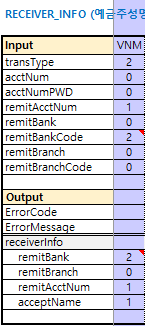 RECEIVER_INFO (예금주성명
Input VNM
transType 2
acctNum 0
acctNumPWD 0
remitAcctNum 1
remitBank 0
remitBankCode 2
remitBranch 0
remitBranchCode 0
Output
ErrorCode
ErrorMessage
receiverInfo
remitBank 2
remitBranch 0
remitAcctNum 1
acceptName 1